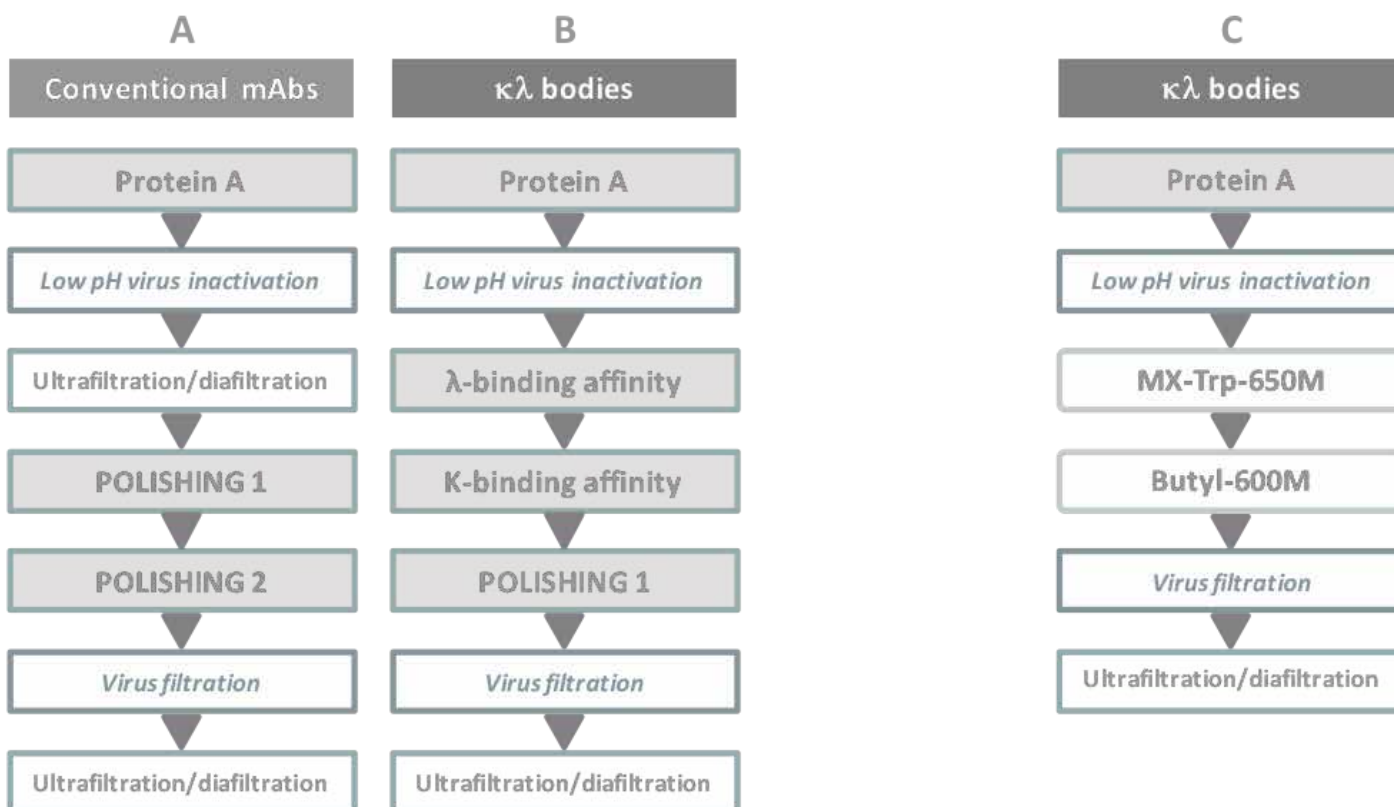 A
Conventional mAbs
Protein A
Low pH virus inactivation
Ultrafiltration/diafiltration
POLISHING 1
POLISHING 2
Virus filtration
Ultrafiltration/diafiltration
B
κλ bodies
Protein A
Low pH virus inactivation
λ-binding affinity
K-binding affinity
POLISHING 1
Virus filtration
Ultrafiltration/diafiltration
C
κλ bodies
Protein A
Low pH virus inactivation
MX-Trp-650M
Butyl-600M
Virus filtration
Ultrafiltration/diafiltration